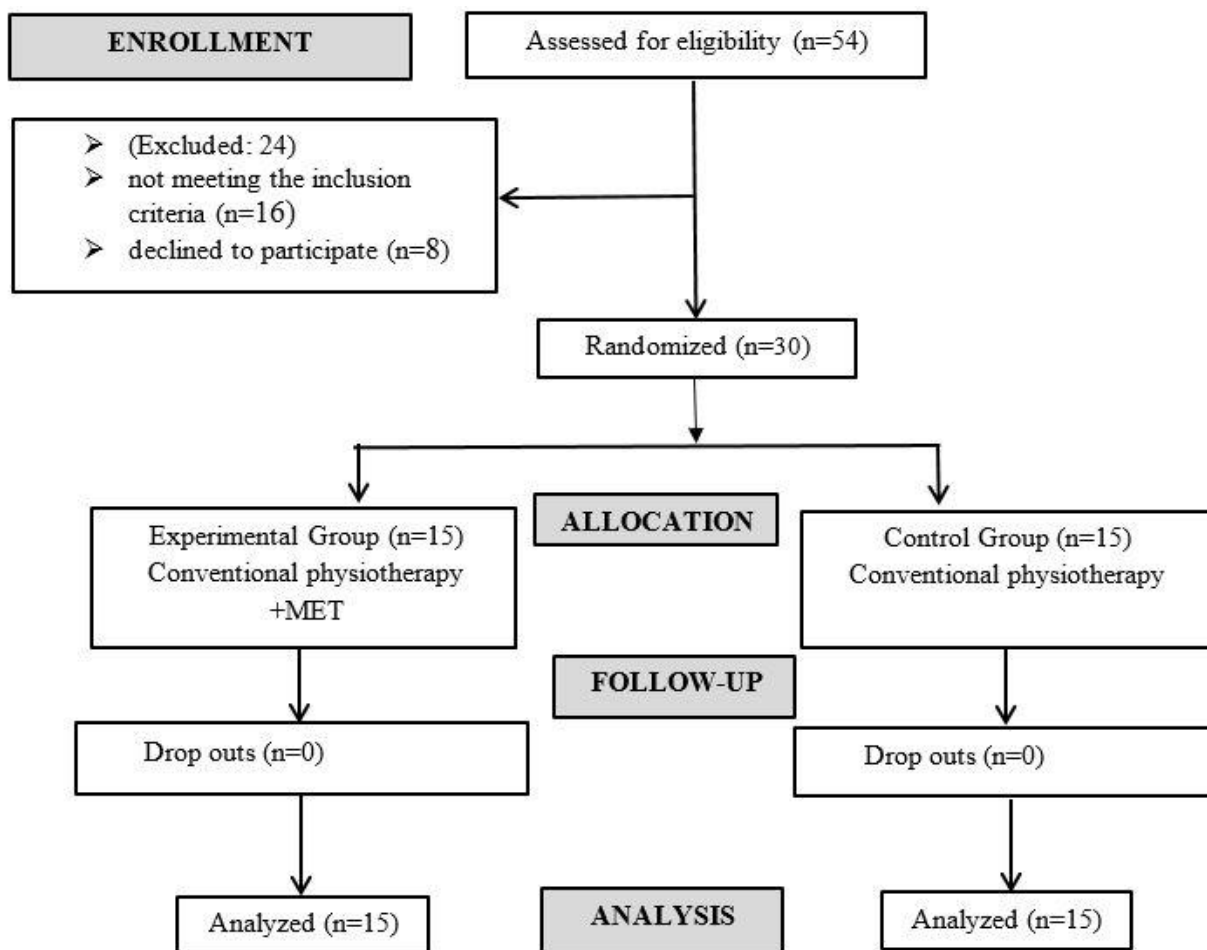 ENROLLMENT
Assessed for eligibility (n=54)
➢ (Excluded: 24)
➢ not meeting the inclusion
criteria (n=16)
➢ declined to participate (n=8)
Randomized (n=30)
ALLOCATION
Experimental Group (n=15)
Conventional physiotherapy
+MET
Control Group (n=15)
Conventional physiotherapy
FOLLOW-UP
Drop outs (n=0)
Drop outs (n=0)
Analyzed (n=15)
ANALYSIS
Analyzed (n=15)